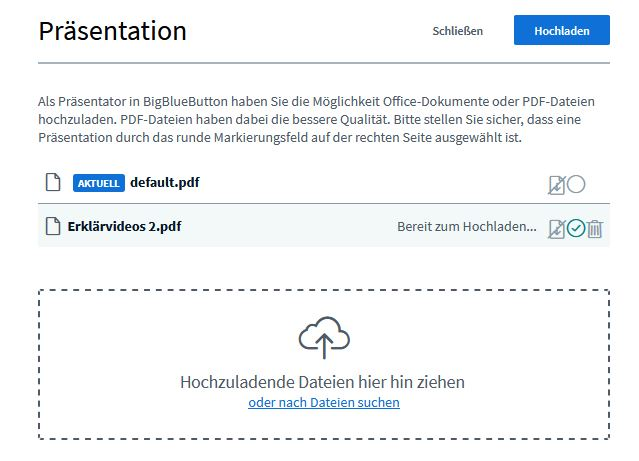 Präsentation
Schließen
Hochladen
Als Präsentator in BigBlueButton haben Sie die Möglichkeit Office-Dokumente oder PDF-Dateien
hochzuladen. PDF-Dateien haben dabei die bessere Qualität. Bitte stellen Sie sicher, dass eine
Präsentation durch das runde Markierungsfeld auf der rechten Seite ausgewählt ist.
AKTUELL default.pdf
Erklärvideos 2.pdf Bereit zum Hochladen...
Hochzuladende Dateien hier hin ziehen
oder nach Dateien suchen